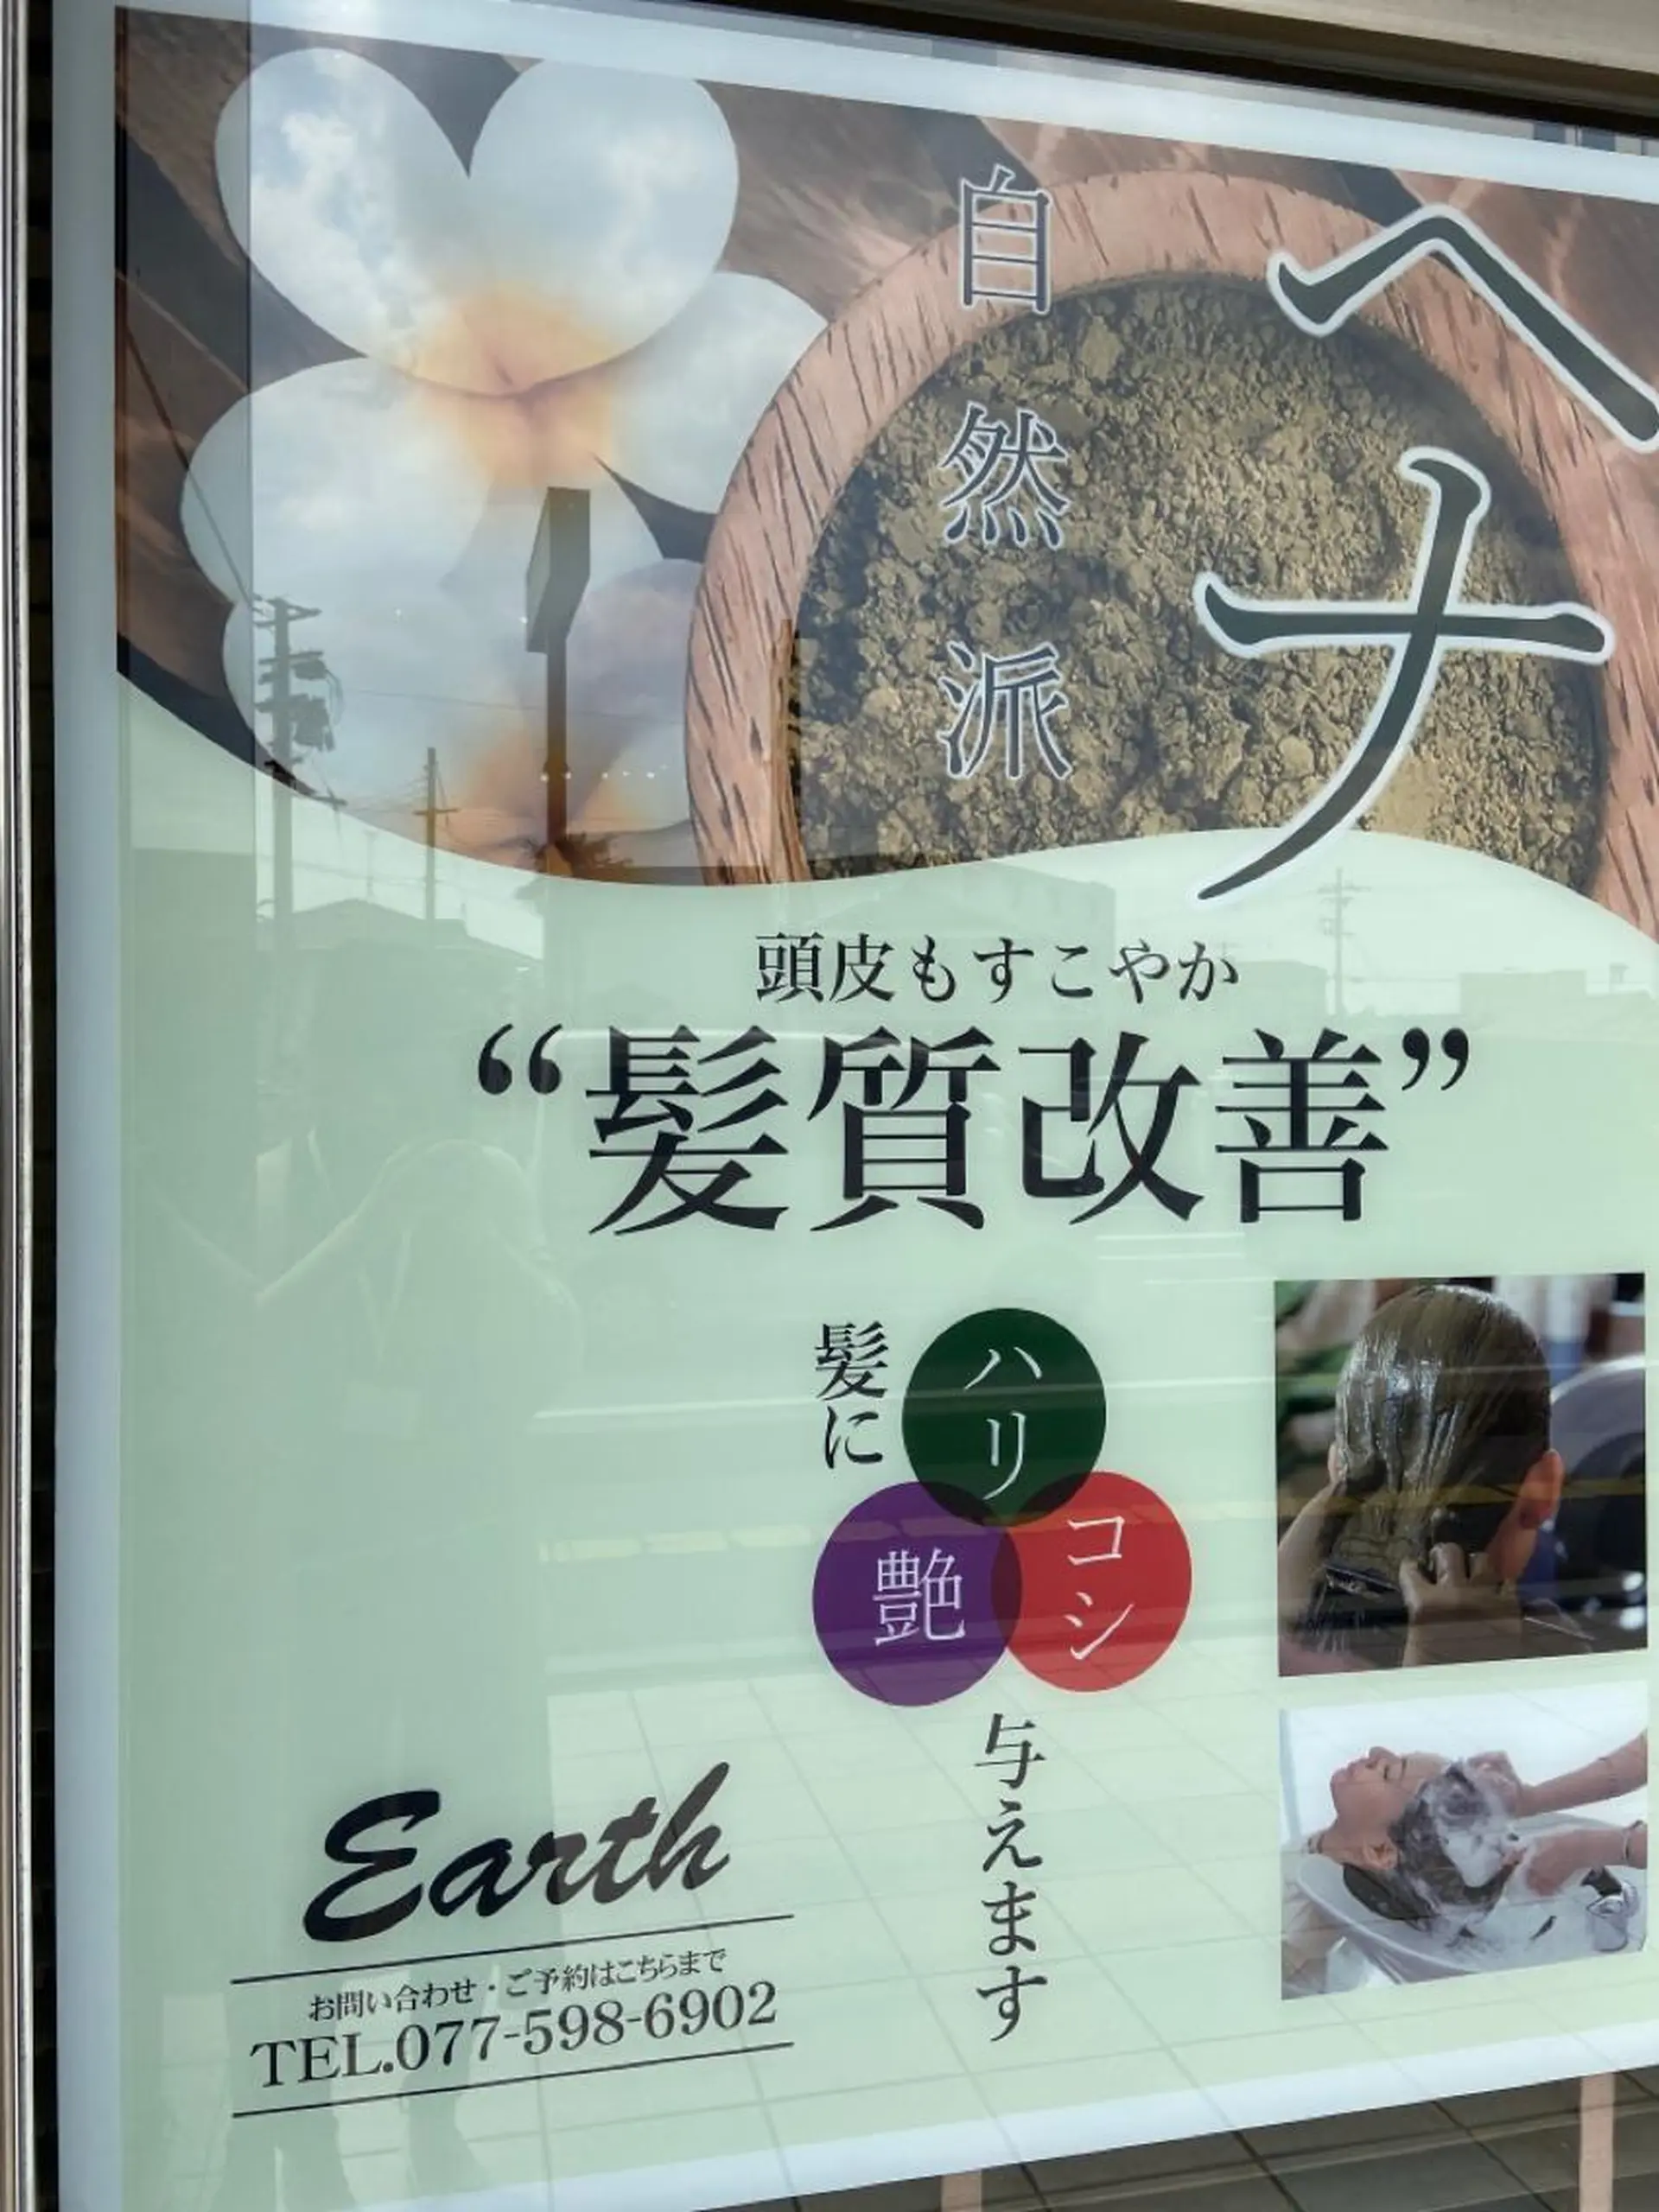 ヘナ
自然派
頭皮もすこやか
“髪質改善”
髪に
ハリ
コシ
艶
与えます
Earth
お問い合わせ・ご予約はこちらまで
TEL.077-598-6902